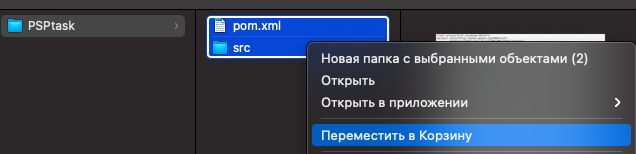 PSPtask
pom.xml
src
Новая папка с выбранными объектами (2)
Открыть
Открыть в приложении
Переместить в Корзину